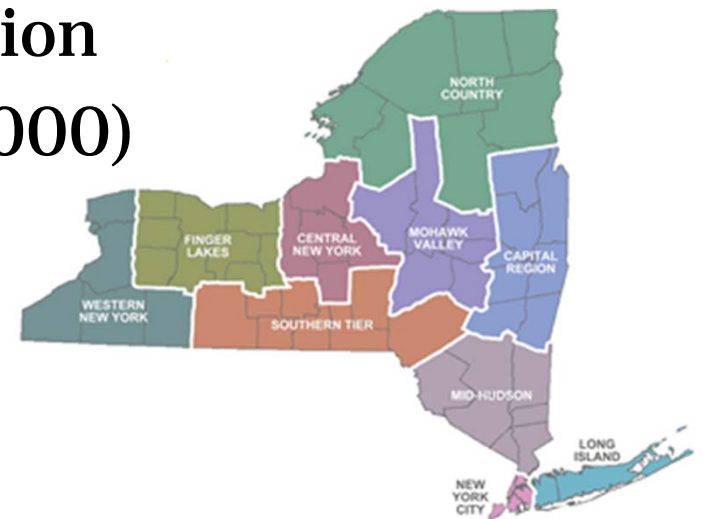 ion
000)
NORTH
COUNTRY
FINGER
LAKES
CENTRAL
NEW YORK
MOHAWK
VALLEY
CAPITAL
REGION
WESTERN
NEW YORK
SOUTHERN TIER
MID-HUDSON
LONG
ISLAND
NEW
YORK
CITY